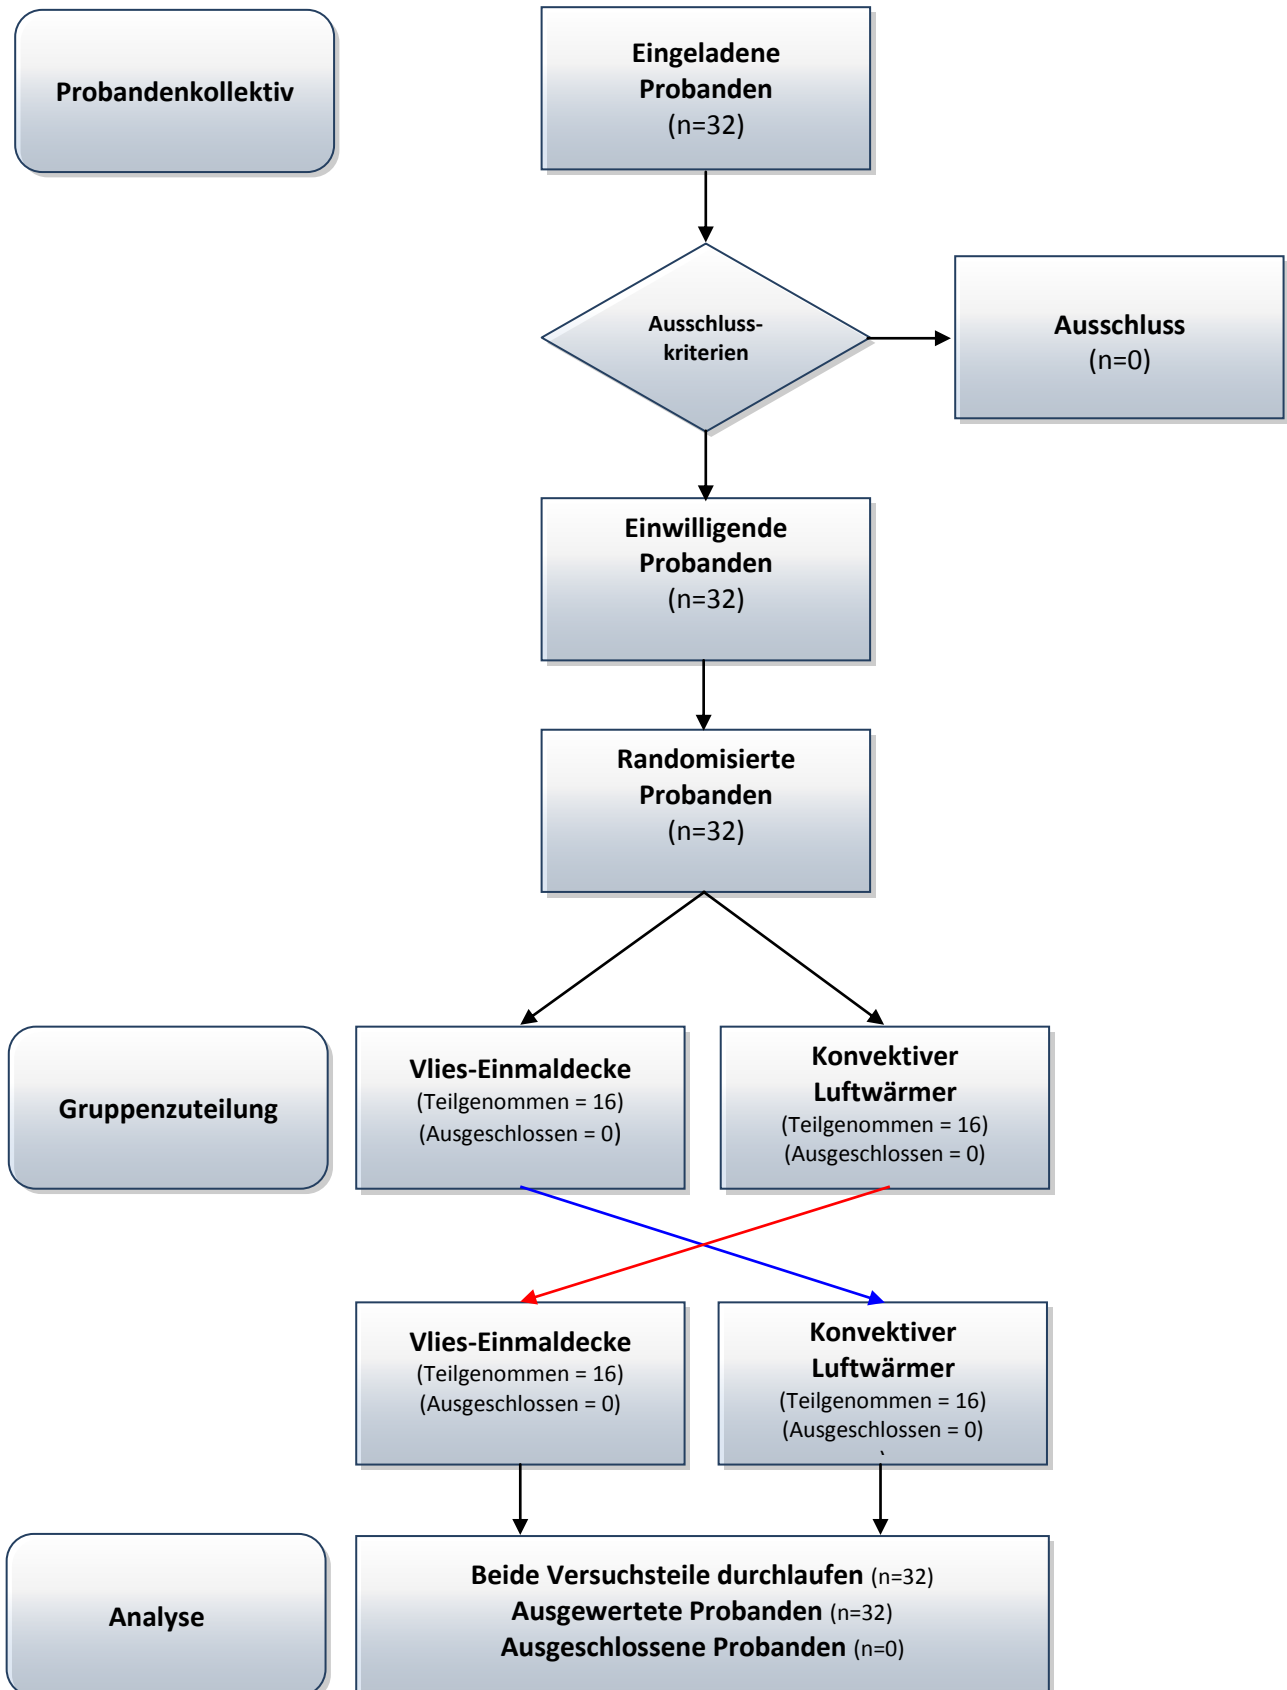 Probandenkollektiv
Eingeladene
Probanden
(n=32)
Ausschluss-
kriterien
Ausschluss
(n=0)
Einwilligende
Probanden
(n=32)
Randomisierte
Probanden
(n=32)
Gruppenzuteilung
Vlies-Einmaldecke
(Teilgenommen = 16)
(Ausgeschlossen = 0)
Konvektiver
Luftwärmer
(Teilgenommen = 16)
(Ausgeschlossen = 0)
Vlies-Einmaldecke
(Teilgenommen = 16)
(Ausgeschlossen = 0)
Konvektiver
Luftwärmer
(Teilgenommen = 16)
(Ausgeschlossen = 0)
Analyse
Beide Versuchsteile durchlaufen (n=32)
Ausgewertete Probanden (n=32)
Ausgeschlossene Probanden (n=0)